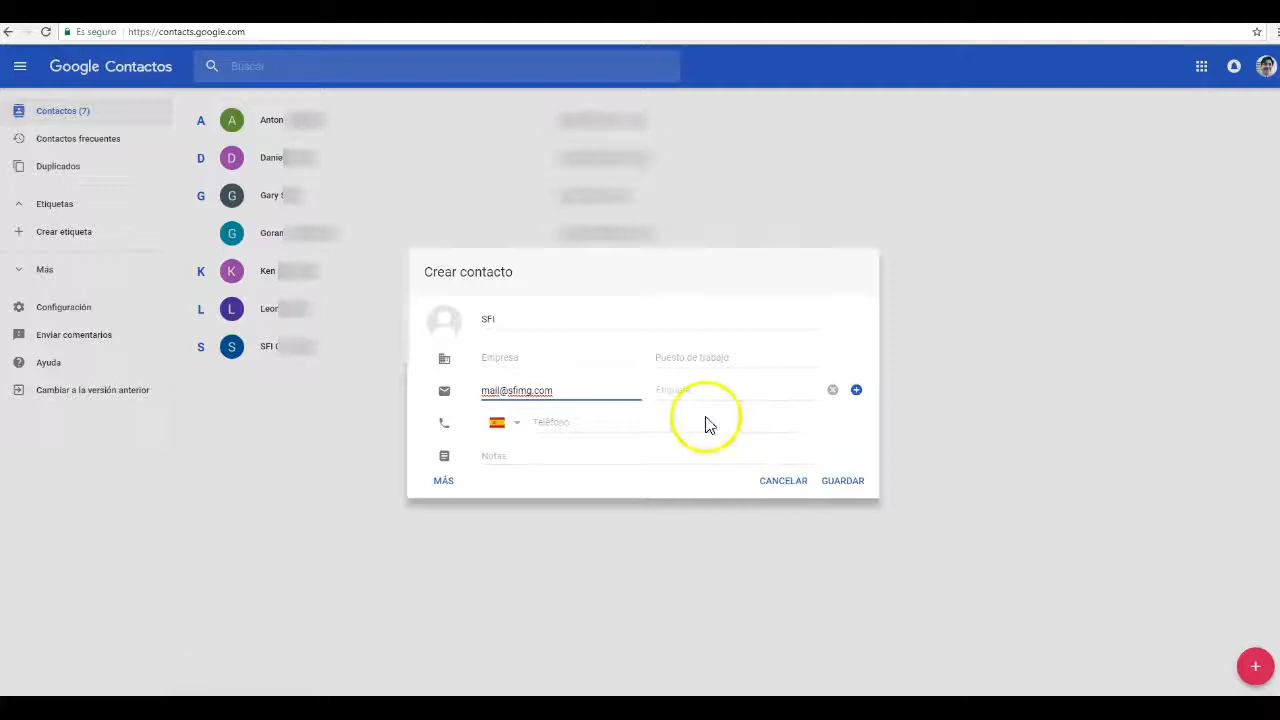 Es seguro | https://contacts.google.com
Google Contactos
Buscar
Contactos (7)
Contactos frecuentes
Duplicados
Etiquetas
Crear etiqueta
Más
Configuración
Enviar comentarios
Ayuda
Cambiar a la versión anterior
A A Anton
D D Danie
G G Gary
G Goran
K K Ken
L L Leon
S S SFI
Crear contacto
SFI
Empresa Puesto de trabajo
mail@sfimg.com Etiqueta
Teléfono
Notas
MÁS CANCELAR GUARDAR